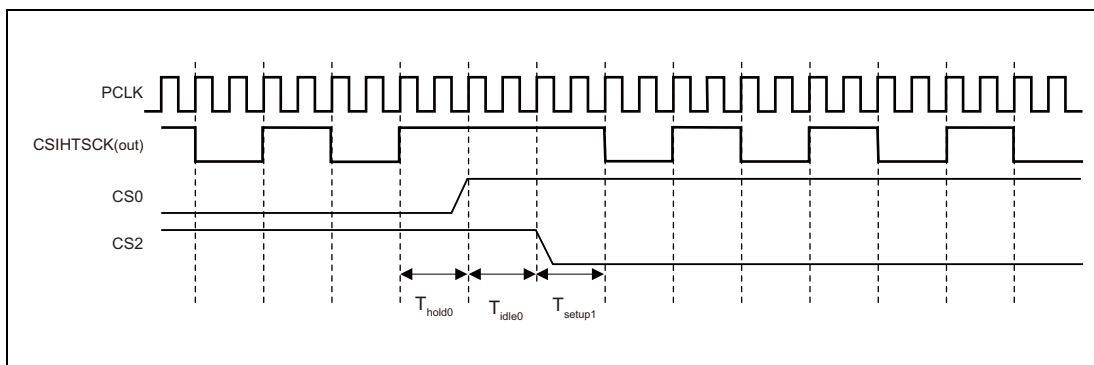 PCLK
CSIHTSCK(out)
CS0
CS2
Thold0 Tidle0 Tsetup1